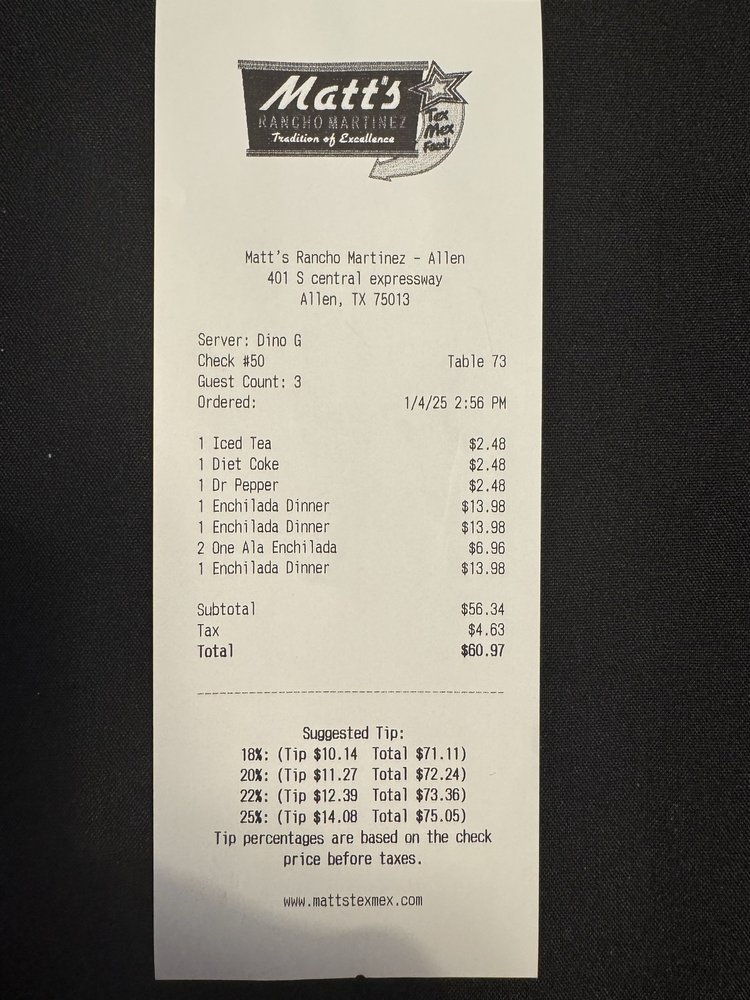 Matt's
RANCHO MARTINEZ
Tradition of Excellence
Tex
Mex
Food!
Matt's Rancho Martinez - Allen
401 S central expressway
Allen, TX 75013
Server: Dino G
Check #50 Table 73
Guest Count: 3
Ordered: 1/4/25 2:56 PM
1 Iced Tea $2.48
1 Diet Coke $2.48
1 Dr Pepper $2.48
1 Enchilada Dinner $13.98
1 Enchilada Dinner $13.98
2 One Ala Enchilada $6.96
1 Enchilada Dinner $13.98
Subtotal $56.34
Tax $4.63
Total $60.97
Suggested Tip:
18%: (Tip $10.14 Total $71.11)
20%: (Tip $11.27 Total $72.24)
22%: (Tip $12.39 Total $73.36)
25%: (Tip $14.08 Total $75.05)
Tip percentages are based on the check
price before taxes.
www.mattstexmex.com